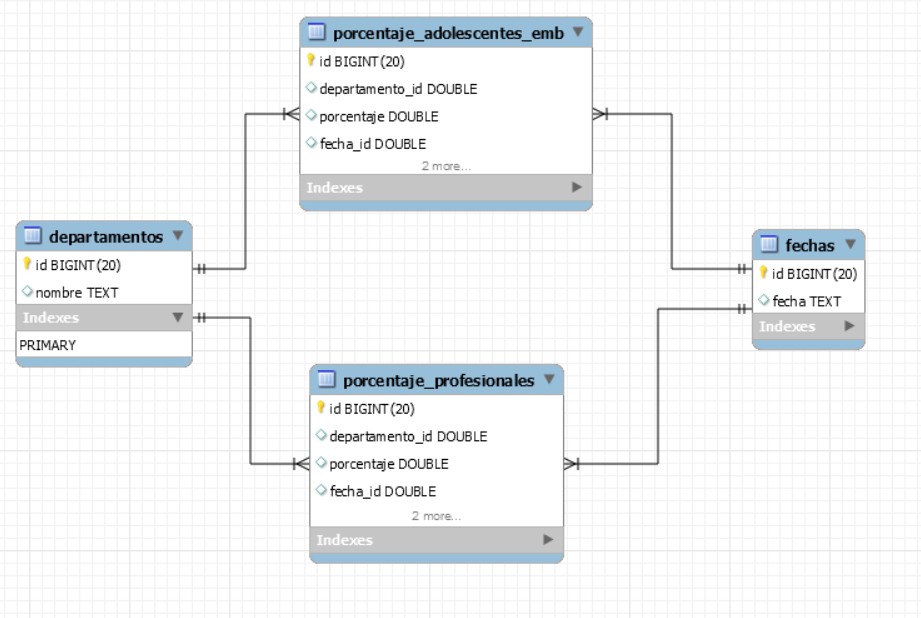 porcentaje_adolescentes_emb
id BIGINT(20)
departamento_id DOUBLE
porcentaje DOUBLE
fecha_id DOUBLE
2 more...
Indexes
departamentos
id BIGINT(20)
nombre TEXT
Indexes
PRIMARY
fechas
id BIGINT(20)
fecha TEXT
Indexes
porcentaje_profesionales
id BIGINT(20)
departamento_id DOUBLE
porcentaje DOUBLE
fecha_id DOUBLE
2 more...
Indexes